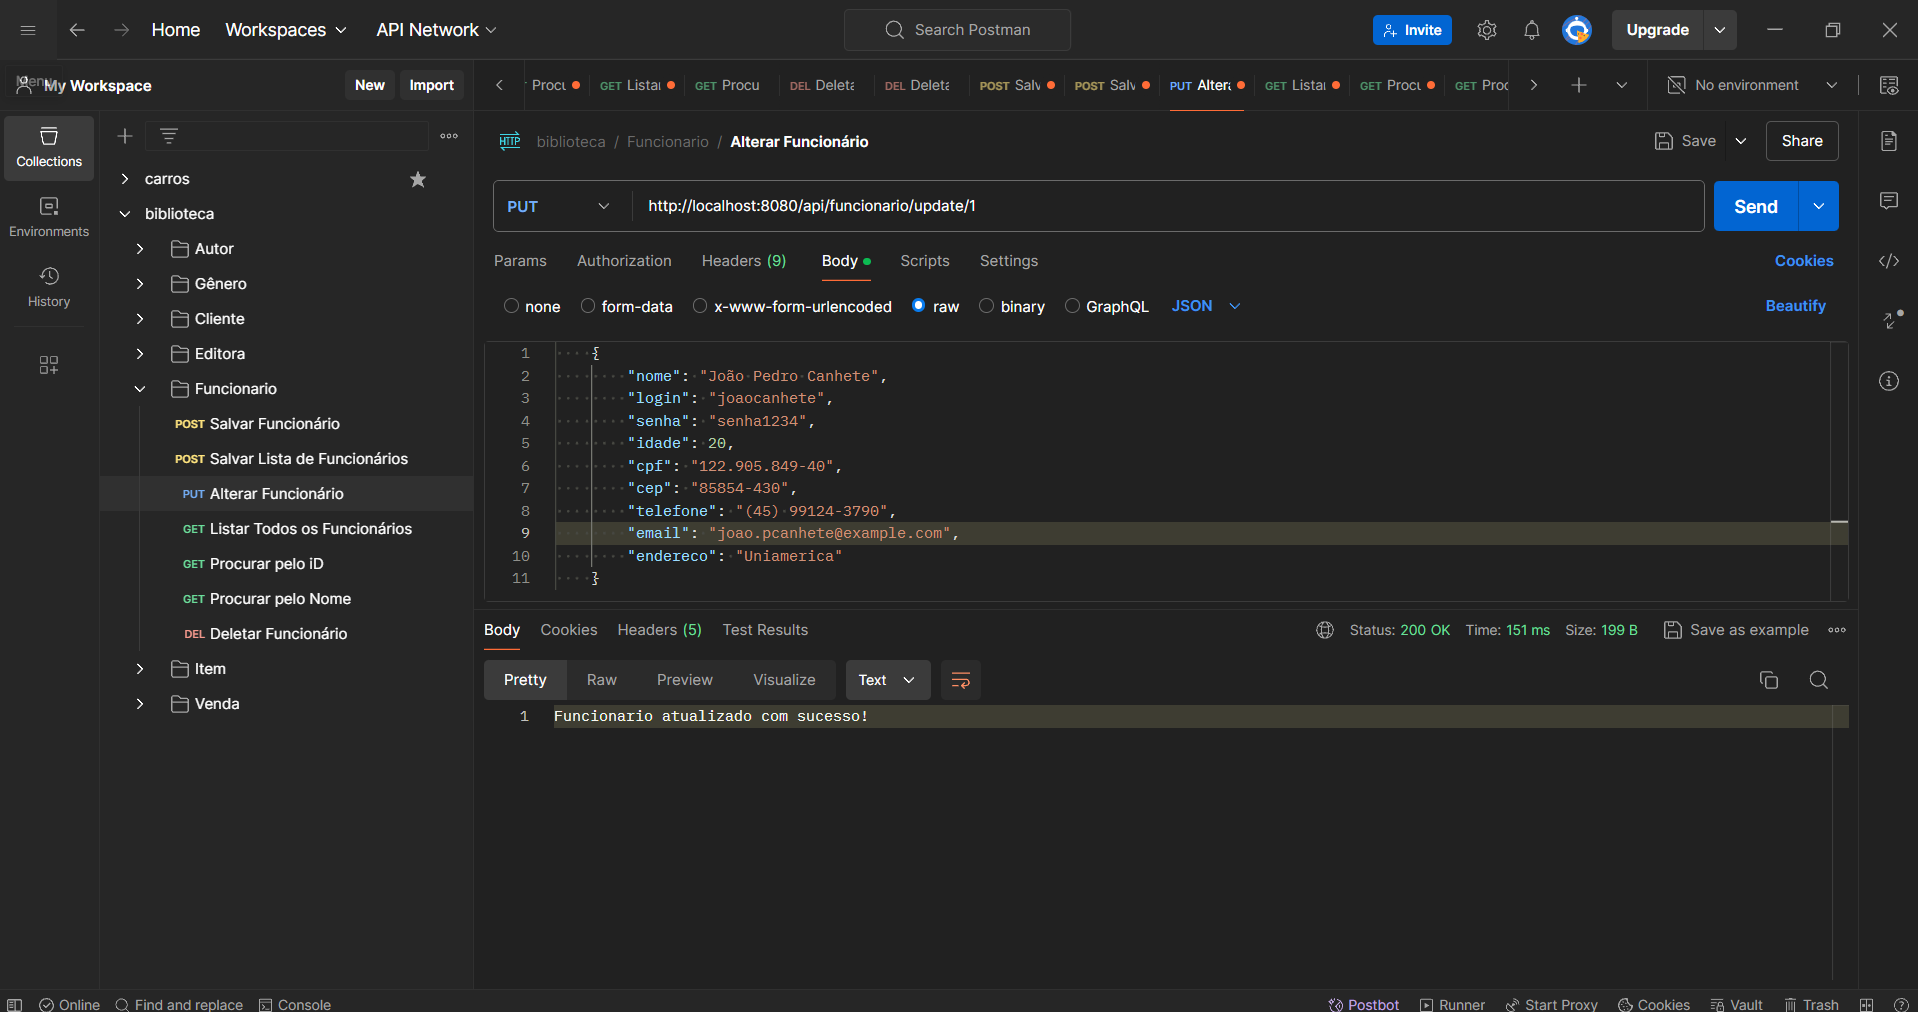 Home Workspaces API Network Search Postman Invite Upgrade
My Workspace New Import
Procu GET Listar GET Procu DEL Deleta DEL Deleta POST Salv POST Salv PUT Altera GET Listar GET Procu GET Proc No environment
Collections
Environments
History
carros
biblioteca
Autor
Gênero
Cliente
Editora
Funcionario
POST Salvar Funcionário
POST Salvar Lista de Funcionários
PUT Alterar Funcionário
GET Listar Todos os Funcionários
GET Procurar pelo iD
GET Procurar pelo Nome
DEL Deletar Funcionário
Item
Venda
HTTP biblioteca / Funcionario / Alterar Funcionário Save Share
PUT http://localhost:8080/api/funcionario/update/1 Send
Params Authorization Headers (9) Body Scripts Settings Cookies
none form-data x-www-form-urlencoded raw binary GraphQL JSON Beautify
1 {
2 "nome": "João Pedro Canhete",
3 "login": "joaocanhete",
4 "senha": "senha1234",
5 "idade": 20,
6 "cpf": "122.905.849-40",
7 "cep": "85854-430",
8 "telefone": "(45) 99124-3790",
9 "email": "joao.pcanhete@example.com",
10 "endereco": "Uniamerica"
11 }
Body Cookies Headers (5) Test Results Status: 200 OK Time: 151 ms Size: 199 B Save as example
Pretty Raw Preview Visualize Text
1 Funcionario atualizado com sucesso!
Online Find and replace Console Postbot Runner Start Proxy Cookies Vault Trash